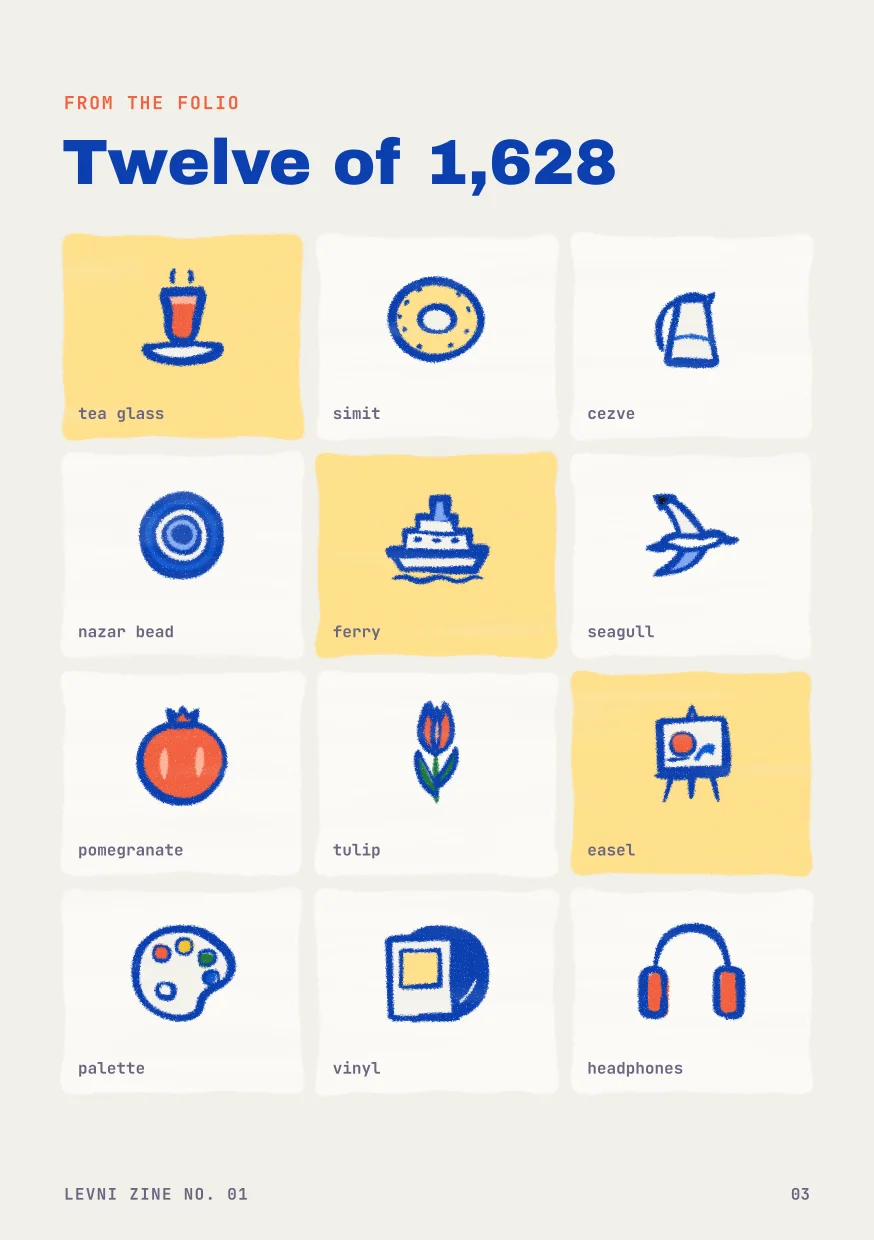 FROM THE FOLIO
Twelve of 1,628
tea glass
simit
cezve
nazar bead
ferry
seagull
pomegranate
tulip
easel
palette
vinyl
headphones
LEVNI ZINE NO. 01
03